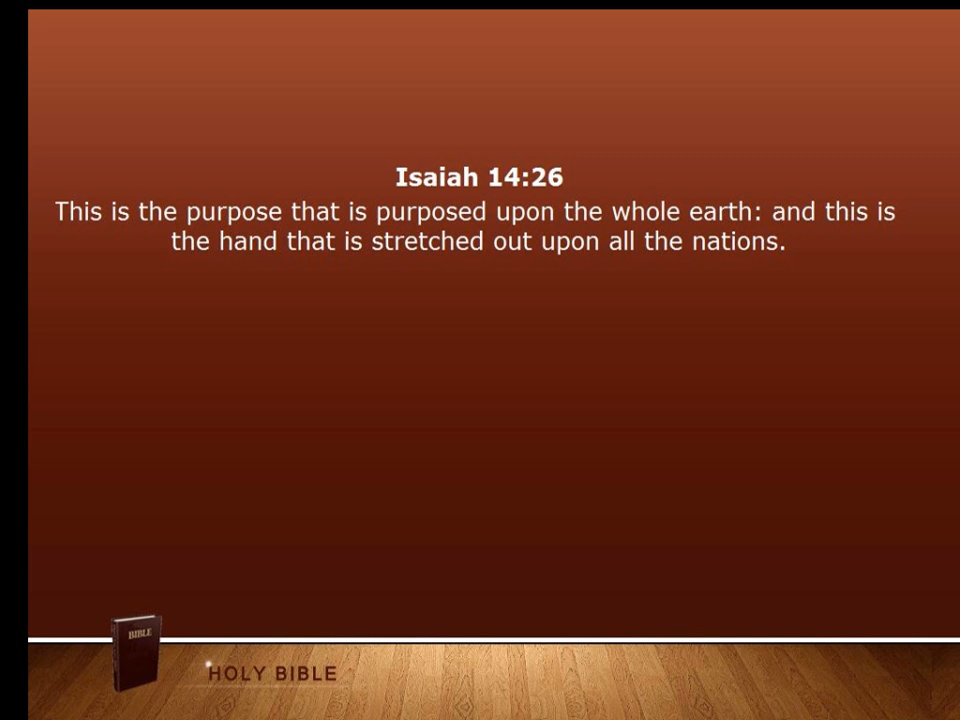 Isaiah 14:26
This is the purpose that is purposed upon the whole earth: and this is
the hand that is stretched out upon all the nations.
BIBLE
HOLY BIBLE